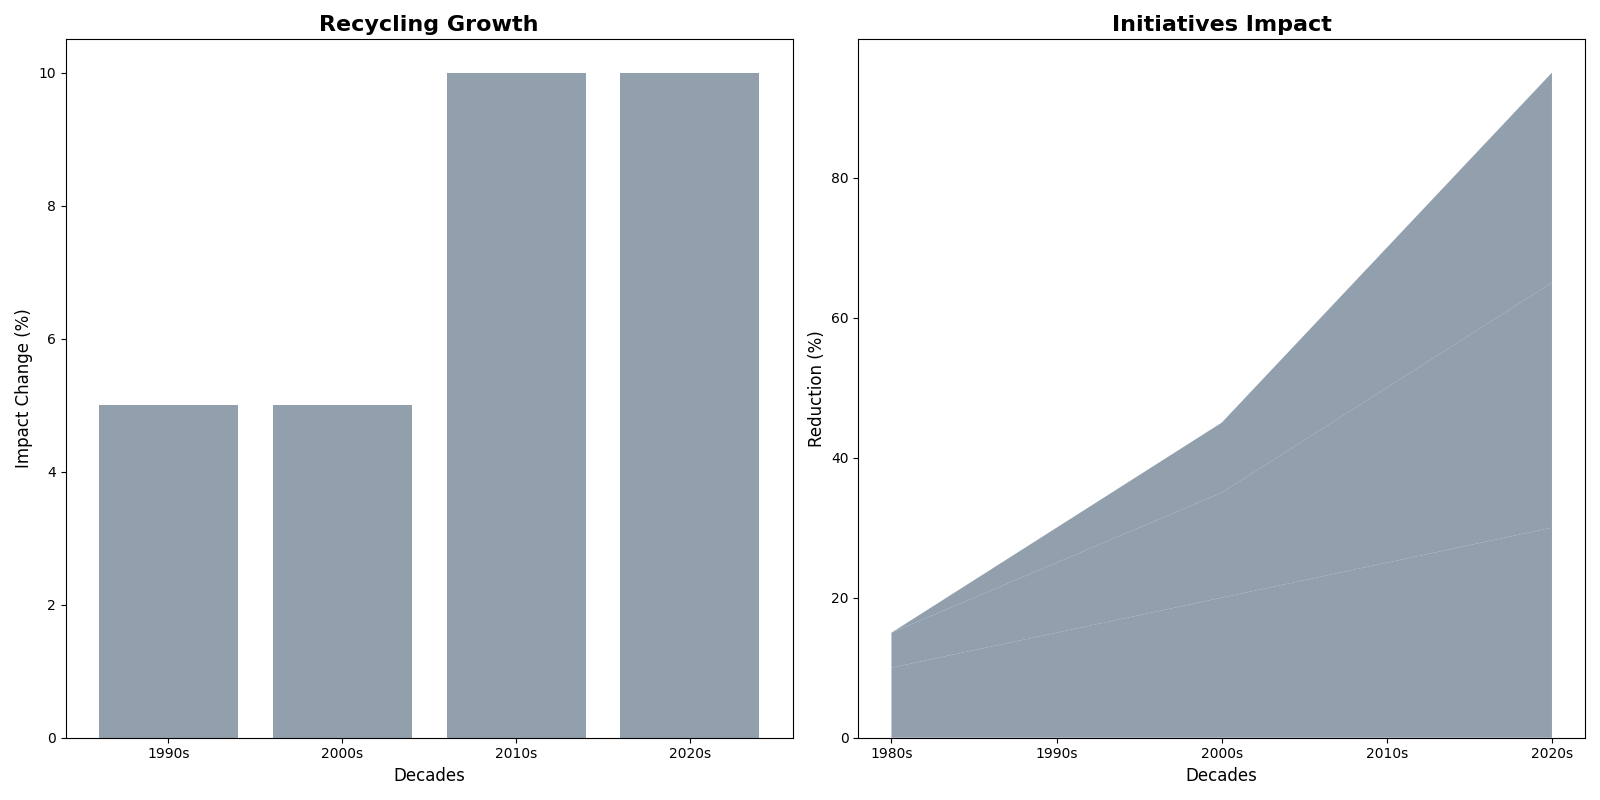 Recycling Growth
Impact Change (%)
10
8
6
4
2
0
1990s
2000s
2010s
2020s
Decades
Initiatives Impact
Reduction (%)
80
60
40
20
0
1980s
1990s
2000s
2010s
2020s
Decades